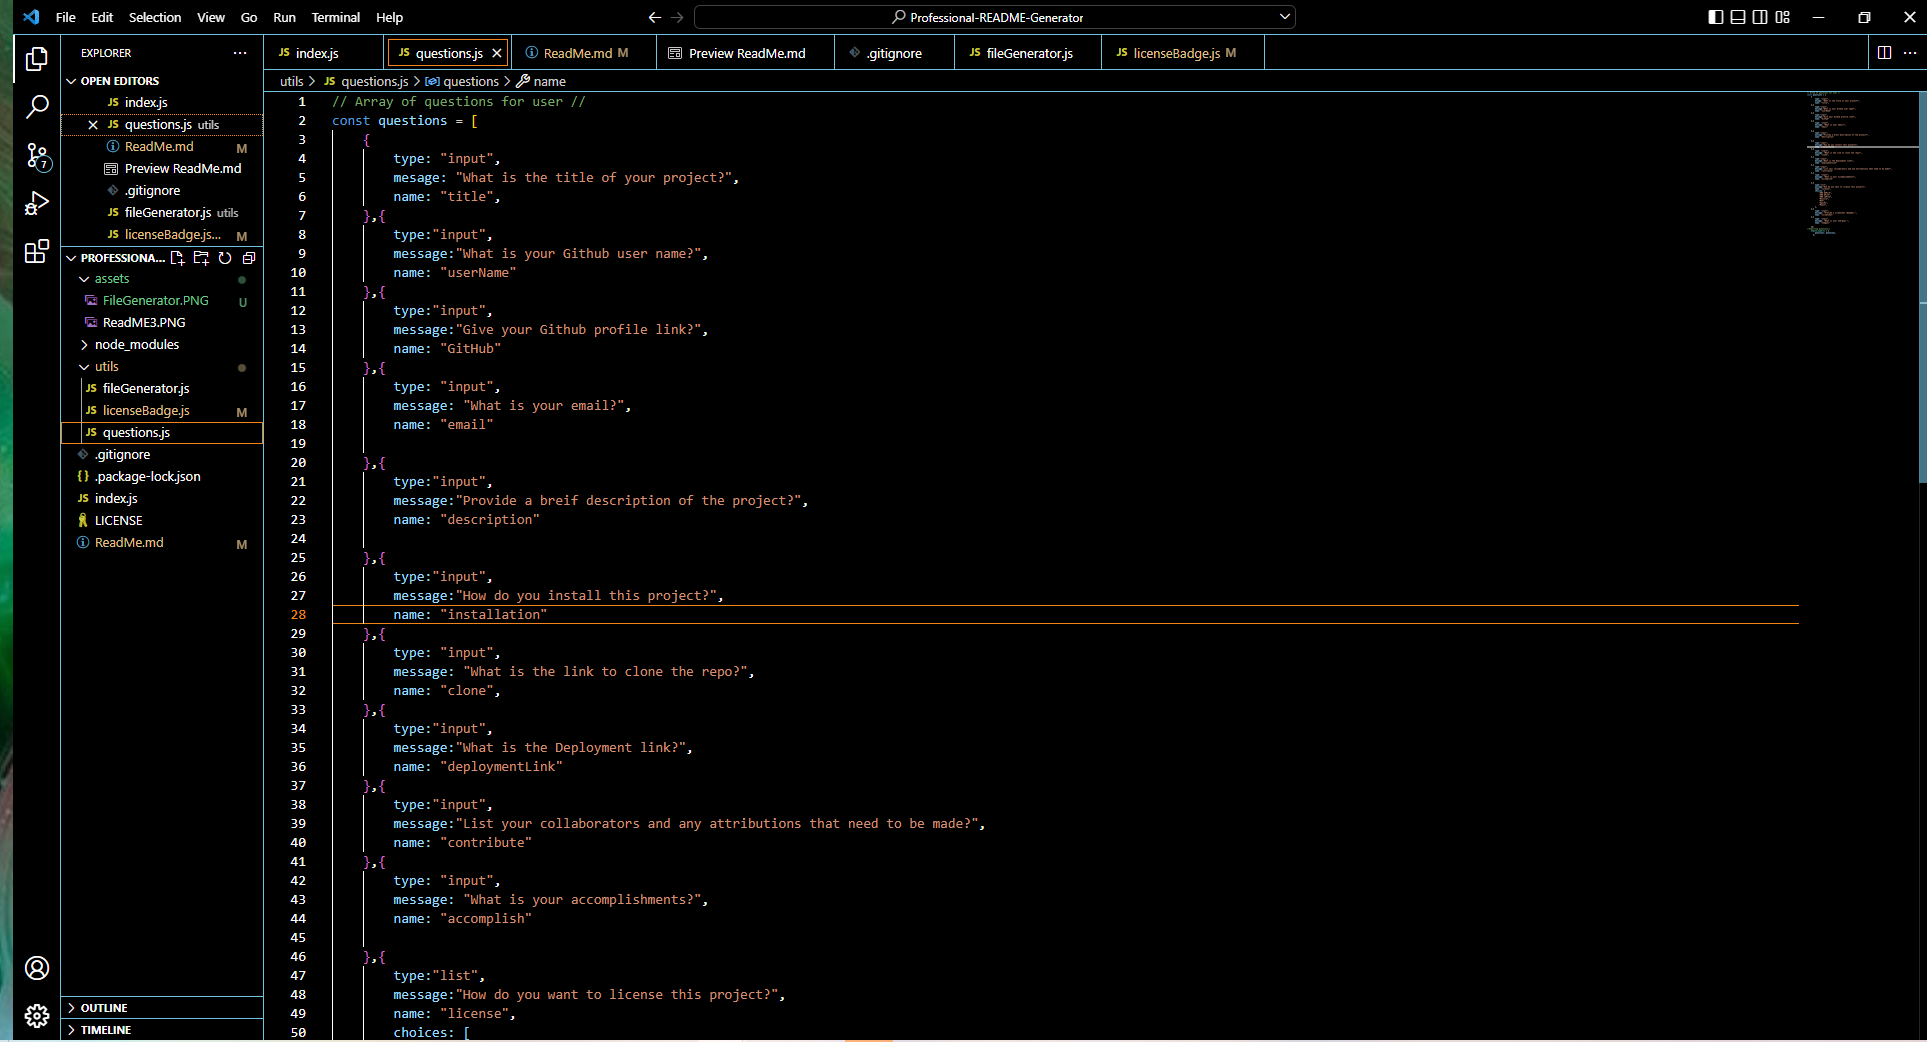 File Edit Selection View Go Run Terminal Help
Professional-README-Generator
EXPLORER
OPEN EDITORS
JS index.js
JS questions.js utils
ReadMe.md M
Preview ReadMe.md
.gitignore
JS fileGenerator.js utils
JS licenseBadge.js... M
PROFESSIONA...
assets
FileGenerator.PNG U
ReadME3.PNG
node_modules
utils
JS fileGenerator.js
JS licenseBadge.js M
JS questions.js
.gitignore
{} .package-lock.json
JS index.js
LICENSE
ReadMe.md M
OUTLINE
TIMELINE
7
JS index.js JS questions.js ReadMe.md M Preview ReadMe.md .gitignore JS fileGenerator.js JS licenseBadge.js M
utils > JS questions.js > questions > name
1 // Array of questions for user //
2 const questions = [
3 {
4 type: "input",
5 mesage: "What is the title of your project?",
6 name: "title",
7 },{
8 type:"input",
9 message:"What is your Github user name?",
10 name: "userName"
11 },{
12 type:"input",
13 message:"Give your Github profile link?",
14 name: "GitHub"
15 },{
16 type: "input",
17 message: "What is your email?",
18 name: "email"
19
20 },{
21 type:"input",
22 message:"Provide a breif description of the project?",
23 name: "description"
24
25 },{
26 type:"input",
27 message:"How do you install this project?",
28 name: "installation"
29 },{
30 type: "input",
31 message: "What is the link to clone the repo?",
32 name: "clone",
33 },{
34 type:"input",
35 message:"What is the Deployment link?",
36 name: "deploymentLink"
37 },{
38 type:"input",
39 message:"List your collaborators and any attributions that need to be made?",
40 name: "contribute"
41 },{
42 type: "input",
43 message: "What is your accomplishments?",
44 name: "accomplish"
45
46 },{
47 type:"list",
48 message:"How do you want to license this project?",
49 name: "license",
50 choices: [